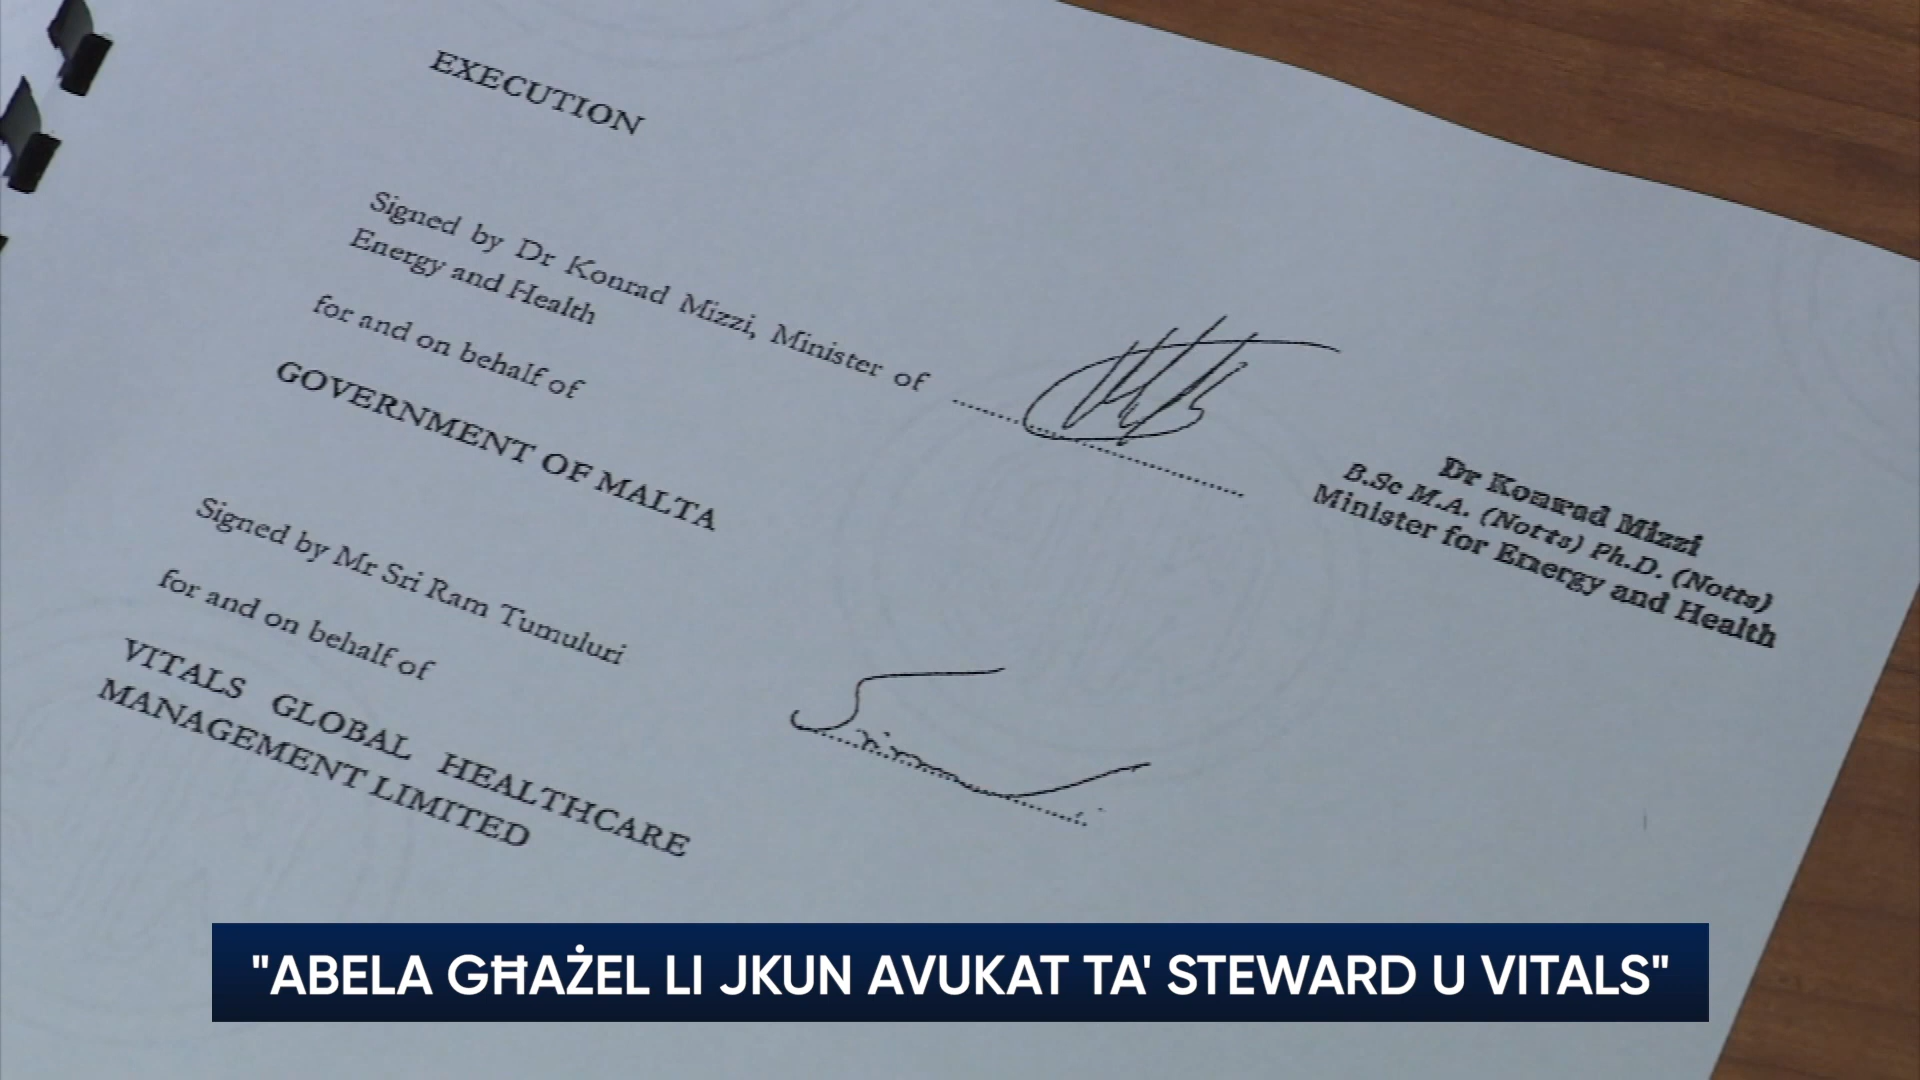 EXECUTION
Signed by Dr Konrad Mizzi, Minister of
Energy and Health
for and on behalf of
GOVERNMENT OF MALTA
Dr Konrad Mizzi
B.Sc M.A. (Notts) Ph.D. (Notts)
Minister for Energy and Health
Signed by Mr Sri Ram Tumuluri
for and on behalf of
VITALS GLOBAL HEALTHCARE
MANAGEMENT LIMITED
"ABELA GĦAŻEL LI JKUN AVUKAT TA' STEWARD U VITALS"